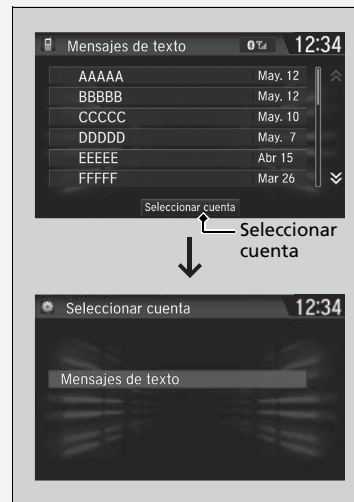 Mensajes de texto 12:34
AAAAA May. 12
BBBBB May. 12
CCCCC May. 10
DDDDD May. 7
EEEEE Abr 15
FFFFF Mar 26
Seleccionar cuenta
Seleccionar
cuenta
Seleccionar cuenta 12:34
Mensajes de texto